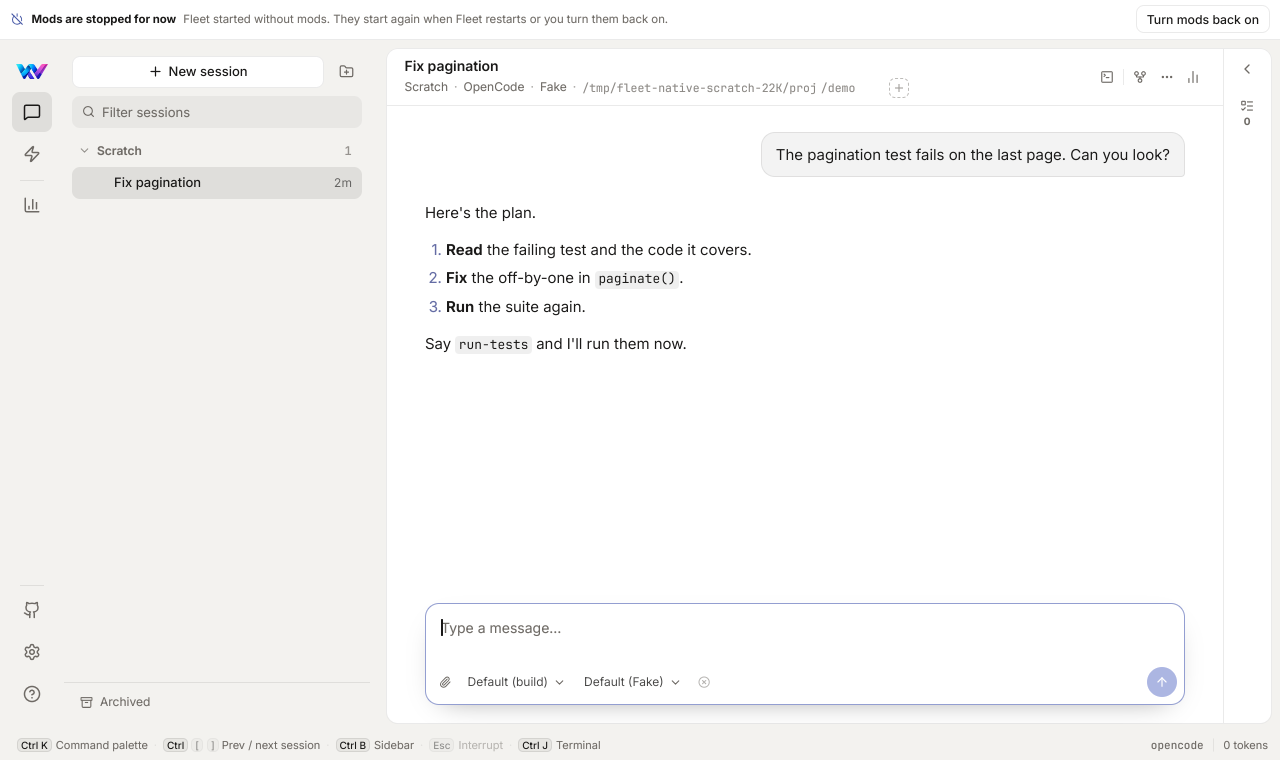 Mods are stopped for now Fleet started without mods. They start again when Fleet restarts or you turn them back on.
Turn mods back on
New session
Filter sessions
Scratch 1
Fix pagination 2m
Archived
Fix pagination
Scratch · OpenCode · Fake · /tmp/fleet-native-scratch-22K/proj /demo
0
The pagination test fails on the last page. Can you look?
Here's the plan.
1. Read the failing test and the code it covers.
2. Fix the off-by-one in paginate().
3. Run the suite again.
Say run-tests and I'll run them now.
Type a message...
Default (build) Default (Fake)
Ctrl K Command palette · Ctrl [ ] Prev / next session · Ctrl B Sidebar · Esc Interrupt · Ctrl J Terminal
opencode 0 tokens